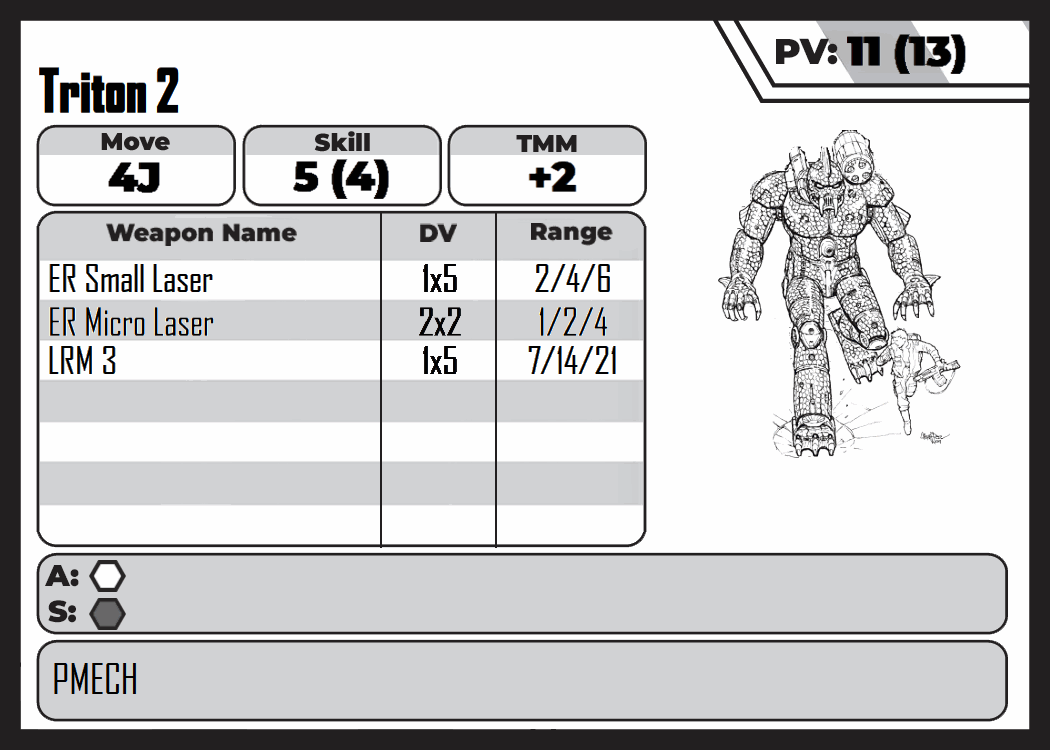 PV: 11 (13)
Triton 2
Move Skill TMM
4J 5 (4) +2
Weapon Name DV Range
ER Small Laser 1x5 2/4/6
ER Micro Laser 2x2 1/2/4
LRM 3 1x5 7/14/21
A:
S:
PMECH